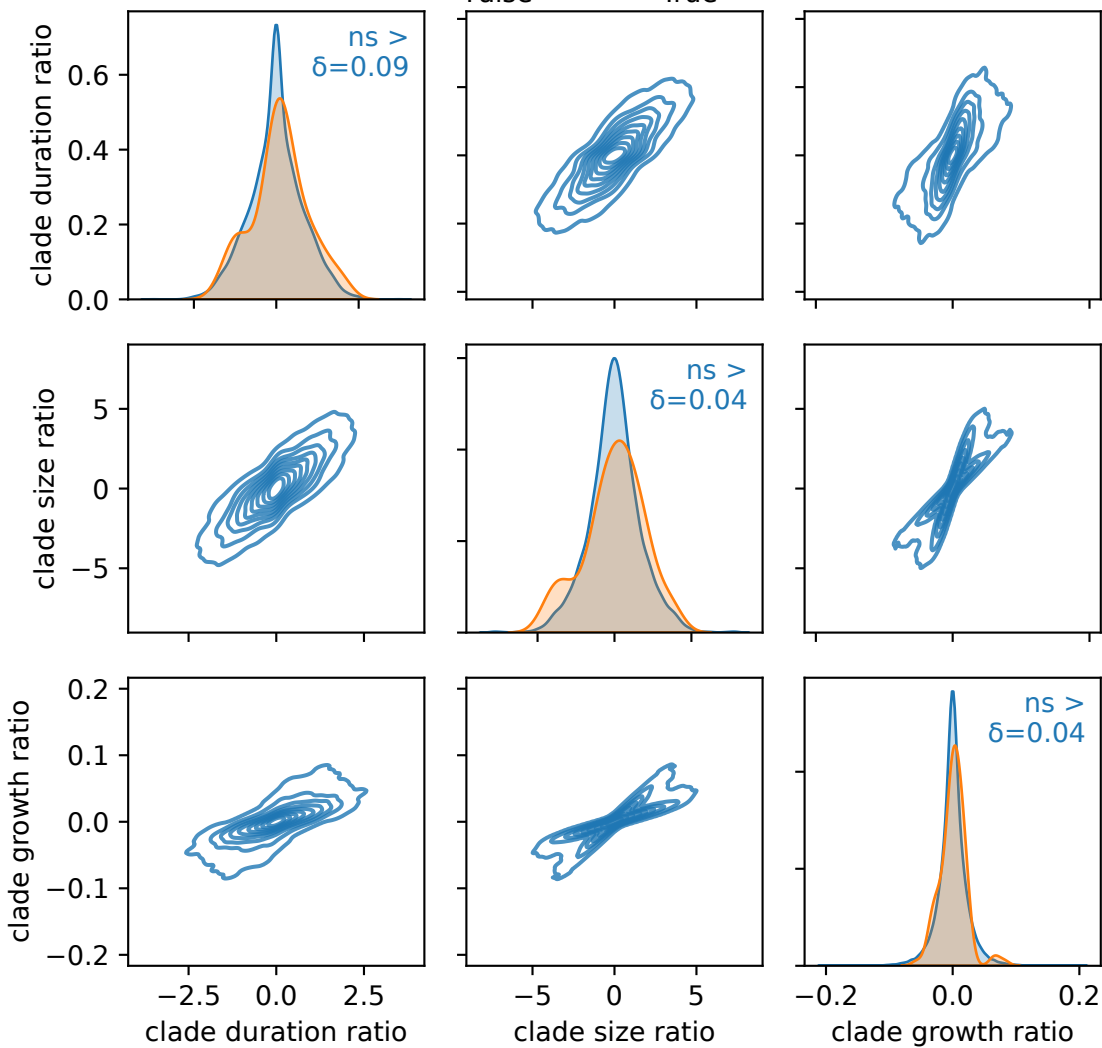 False True
clade duration ratio
0.6
0.4
0.2
0.0
ns >
δ=0.09
clade size ratio
5
0
−5
ns >
δ=0.04
clade growth ratio
0.2
0.1
0.0
−0.1
−0.2
ns >
δ=0.04
−2.5 0.0 2.5
−5 0 5
−0.2 0.0 0.2
clade duration ratio
clade size ratio
clade growth ratio